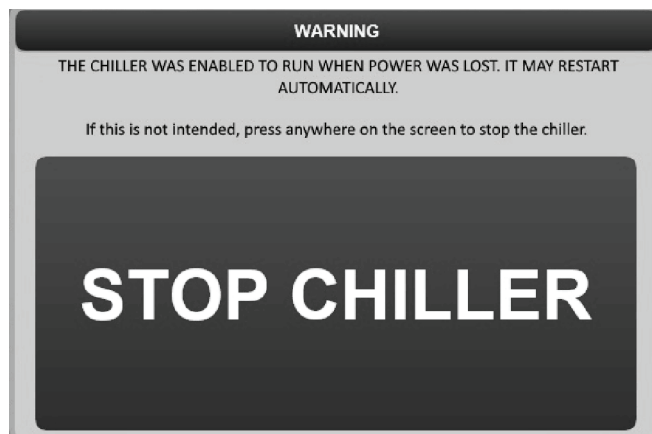 WARNING
THE CHILLER WAS ENABLED TO RUN WHEN POWER WAS LOST. IT MAY RESTART
AUTOMATICALLY.
If this is not intended, press anywhere on the screen to stop the chiller.
STOP CHILLER